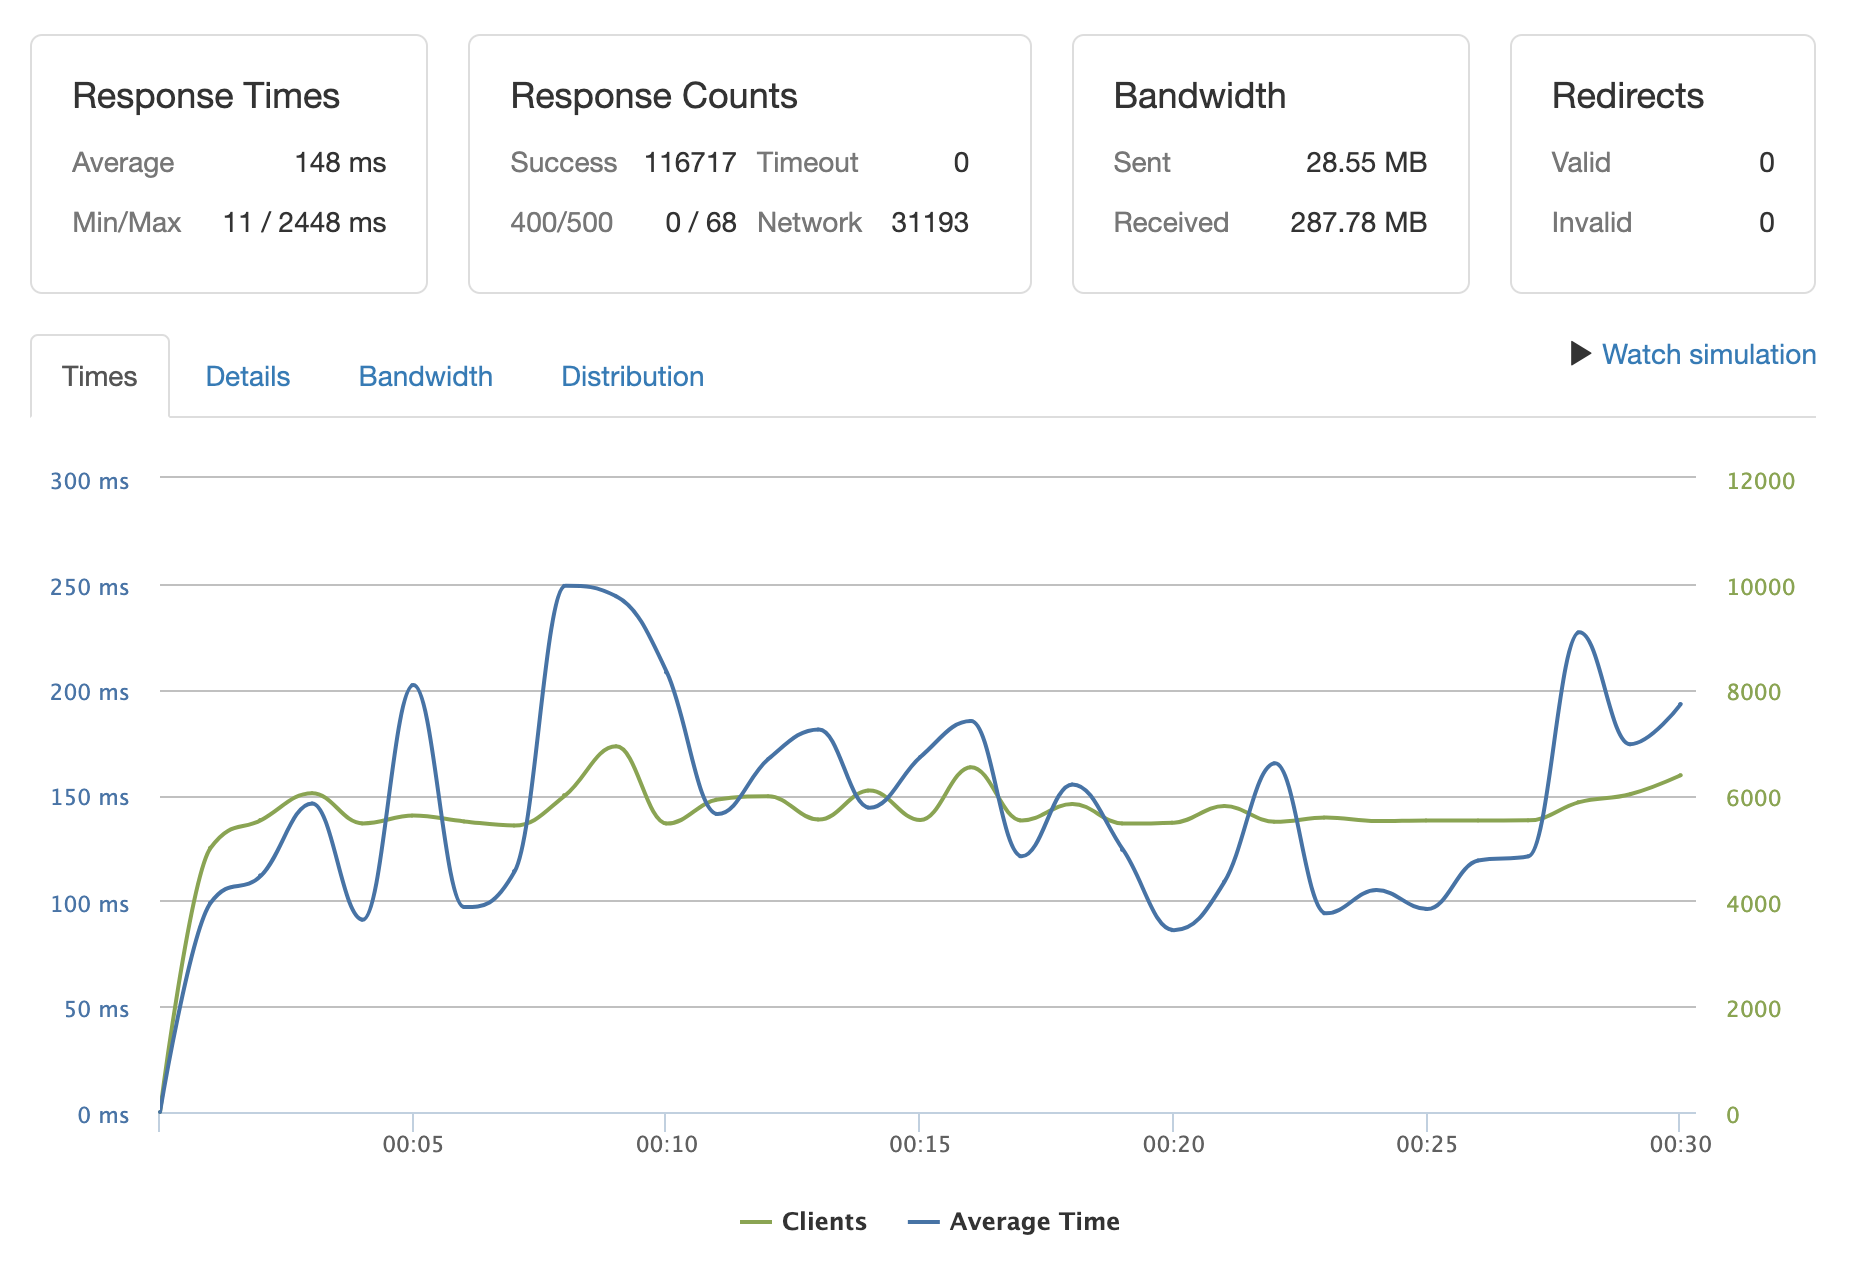 Response Times
Average 148 ms
Min/Max 11 / 2448 ms
Response Counts
Success 116717 Timeout 0
400/500 0 / 68 Network 31193
Bandwidth
Sent 28.55 MB
Received 287.78 MB
Redirects
Valid 0
Invalid 0
Times Details Bandwidth Distribution
Watch simulation
300 ms 12000
250 ms 10000
200 ms 8000
150 ms 6000
100 ms 4000
50 ms 2000
0 ms 0
00:05 00:10 00:15 00:20 00:25 00:30
Clients Average Time